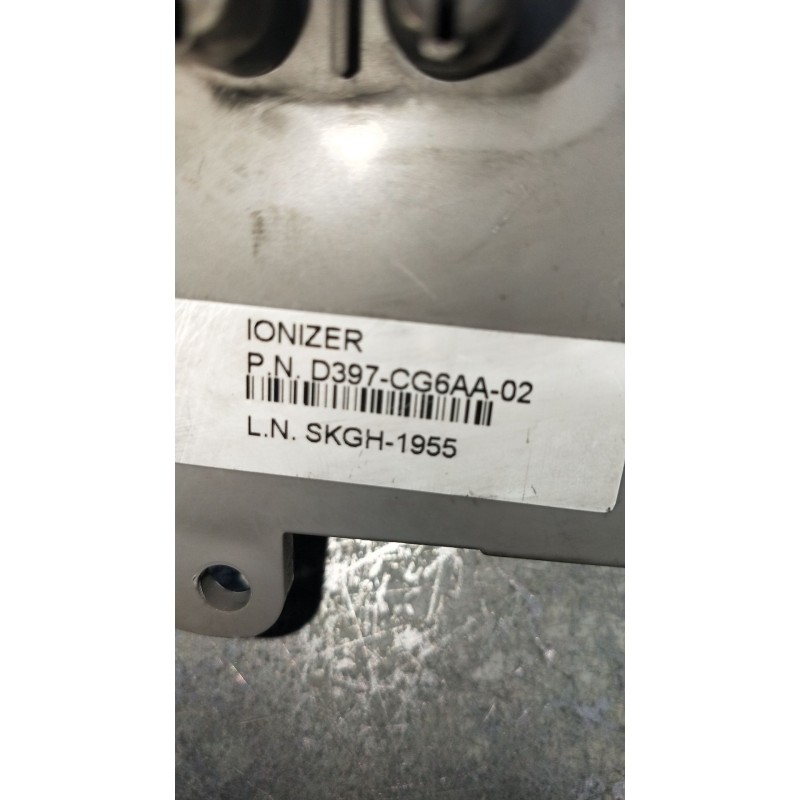 IONIZER
P.N. D397-CG6AA-02
L.N. SKGH-1955